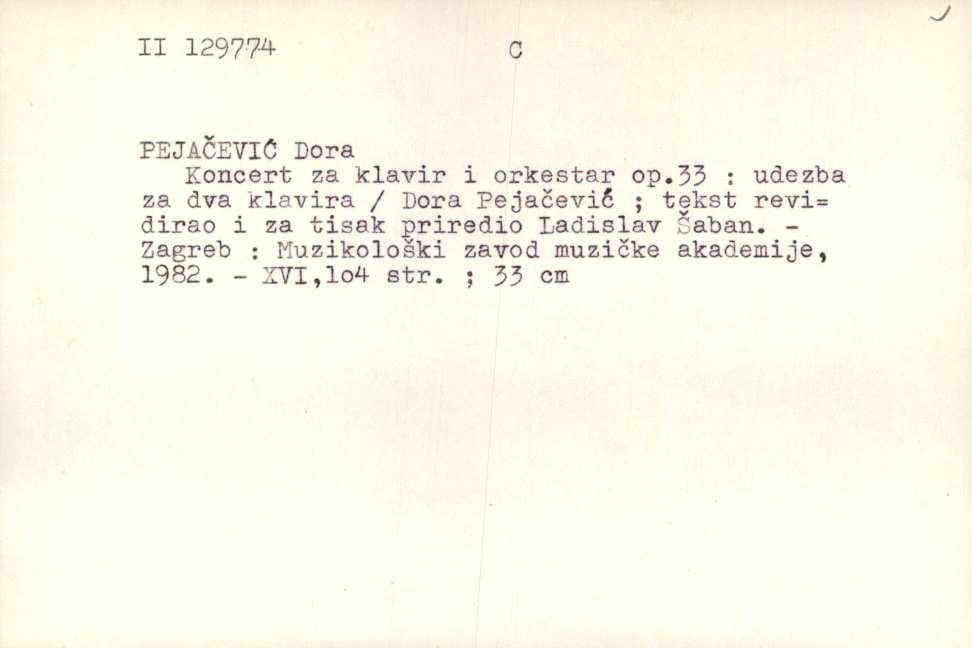 II 129774 C
PEJAČEVIĆ Dora
Koncert za klavir i orkestar op.33 : udezba
za dva klavira / Dora Pejačević ; tekst revi=
dirao i za tisak priredio Ladislav Šaban. -
Zagreb : Muzikološki zavod muzičke akademije,
1982. - XVI,lo4 str. ; 33 cm